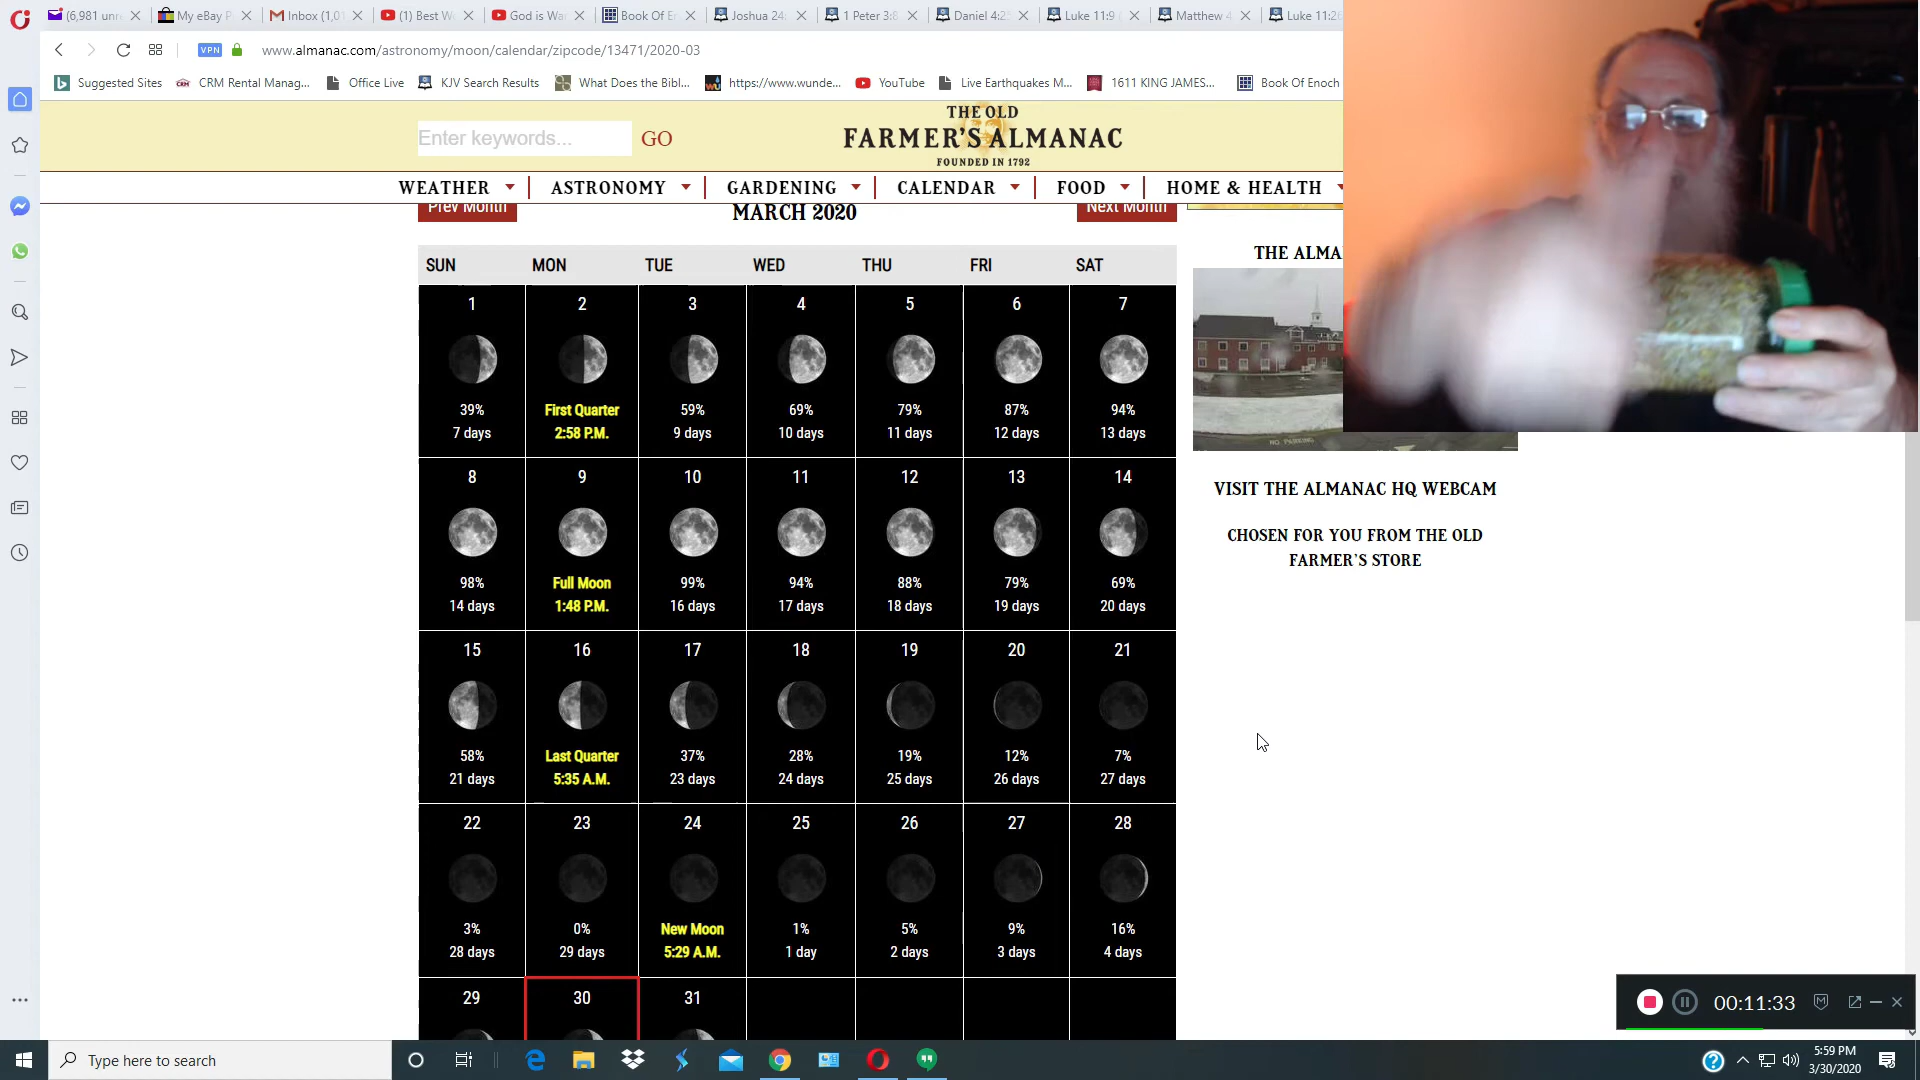 (6,981 unr
My eBay P
Inbox (1,01
(1) Best W
God is Wa
Book Of E
Joshua 24:
1 Peter 3:8
Daniel 4:2
Luke 11:9 (
Matthew 4
Luke 11:20
VPN
www.almanac.com/astronomy/moon/calendar/zipcode/13471/2020-03
Suggested Sites
CRM Rental Manag...
Office Live
KJV Search Results
What Does the Bibl...
https://www.wunde...
YouTube
Live Earthquakes M...
1611 KING JAMES...
Book Of Enoch
Enter keywords...
GO
THE OLD
FARMER'S ALMANAC
FOUNDED IN 1792
WEATHER
ASTRONOMY
GARDENING
CALENDAR
FOOD
HOME & HEALTH
Prev Month
MARCH 2020
Next Month
THE ALMA
SUN MON TUE WED THU FRI SAT
1 2 3 4 5 6 7
39% First Quarter 59% 69% 79% 87% 94%
7 days 2:58 P.M. 9 days 10 days 11 days 12 days 13 days
8 9 10 11 12 13 14
98% Full Moon 99% 94% 88% 79% 69%
14 days 1:48 P.M. 16 days 17 days 18 days 19 days 20 days
15 16 17 18 19 20 21
58% Last Quarter 37% 28% 19% 12% 7%
21 days 5:35 A.M. 23 days 24 days 25 days 26 days 27 days
22 23 24 25 26 27 28
3% 0% New Moon 1% 5% 9% 16%
28 days 29 days 5:29 A.M. 1 day 2 days 3 days 4 days
29 30 31
NO PARKING
VISIT THE ALMANAC HQ WEBCAM
CHOSEN FOR YOU FROM THE OLD
FARMER'S STORE
00:11:33
Type here to search
5:59 PM
3/30/2020